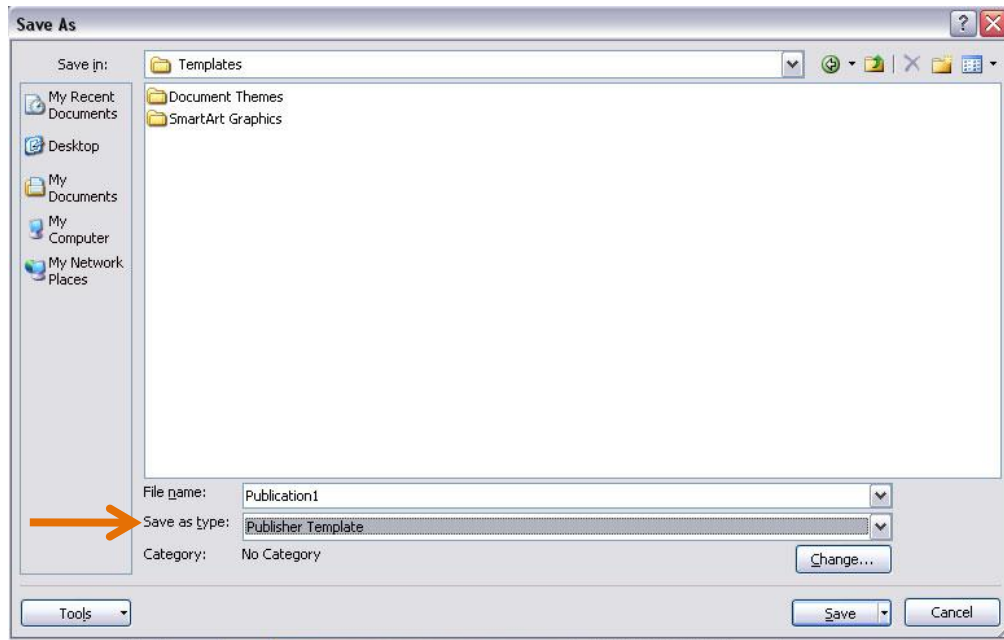 Save As
Save in:
Templates
My Recent
Documents
Desktop
My
Documents
My
Computer
My Network
Places
Document Themes
SmartArt Graphics
File name:
Publication1
Save as type:
Publisher Template
Category:
No Category
Change...
Tools
Save
Cancel